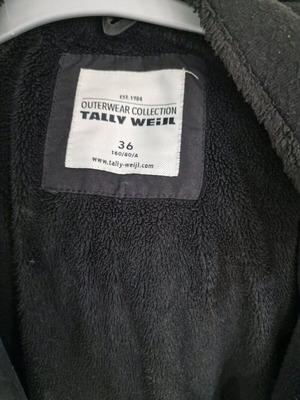 EST. 1984
OUTERWEAR COLLECTION
TALLY WEiJL
36
160/80/A
www.tally-weijl.com